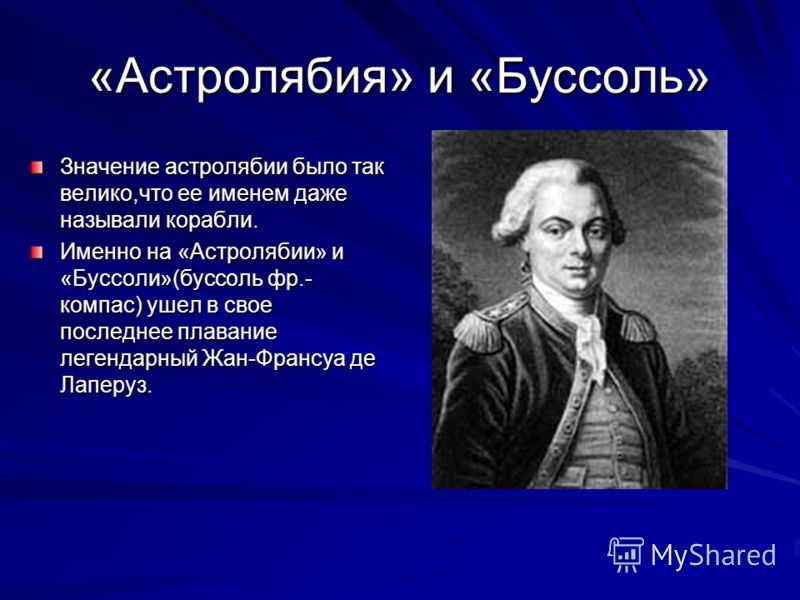 «Астролябия» и «Буссоль»
Значение астролябии было так
велико,что ее именем даже
называли корабли.
Именно на «Астролябии» и
«Буссоли»(буссоль фр.-
компас) ушел в свое
последнее плавание
легендарный Жан-Франсуа де
Лаперуз.
MyShared